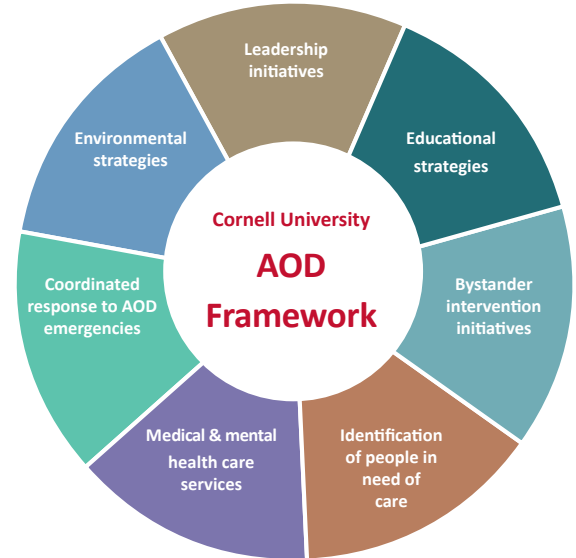 Leadership
initiatives
Educational
strategies
Bystander
intervention
initiatives
Identification
of people in
need of
care
Medical & mental
health care
services
Coordinated
response to AOD
emergencies
Environmental
strategies
Cornell University
AOD
Framework